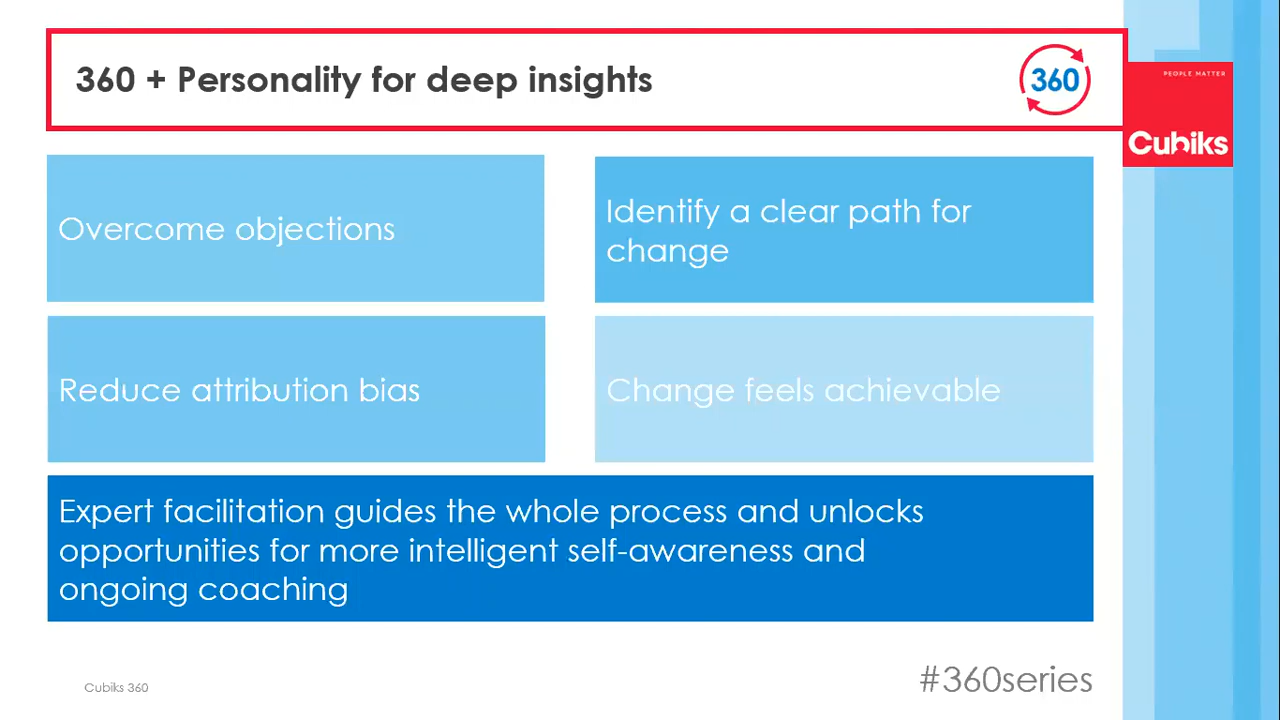 360 + Personality for deep insights
360
PEOPLE MATTER
Cubiks
Overcome objections
Identify a clear path for
change
Reduce attribution bias
Change feels achievable
Expert facilitation guides the whole process and unlocks
opportunities for more intelligent self-awareness and
ongoing coaching
Cubiks 360
#360series